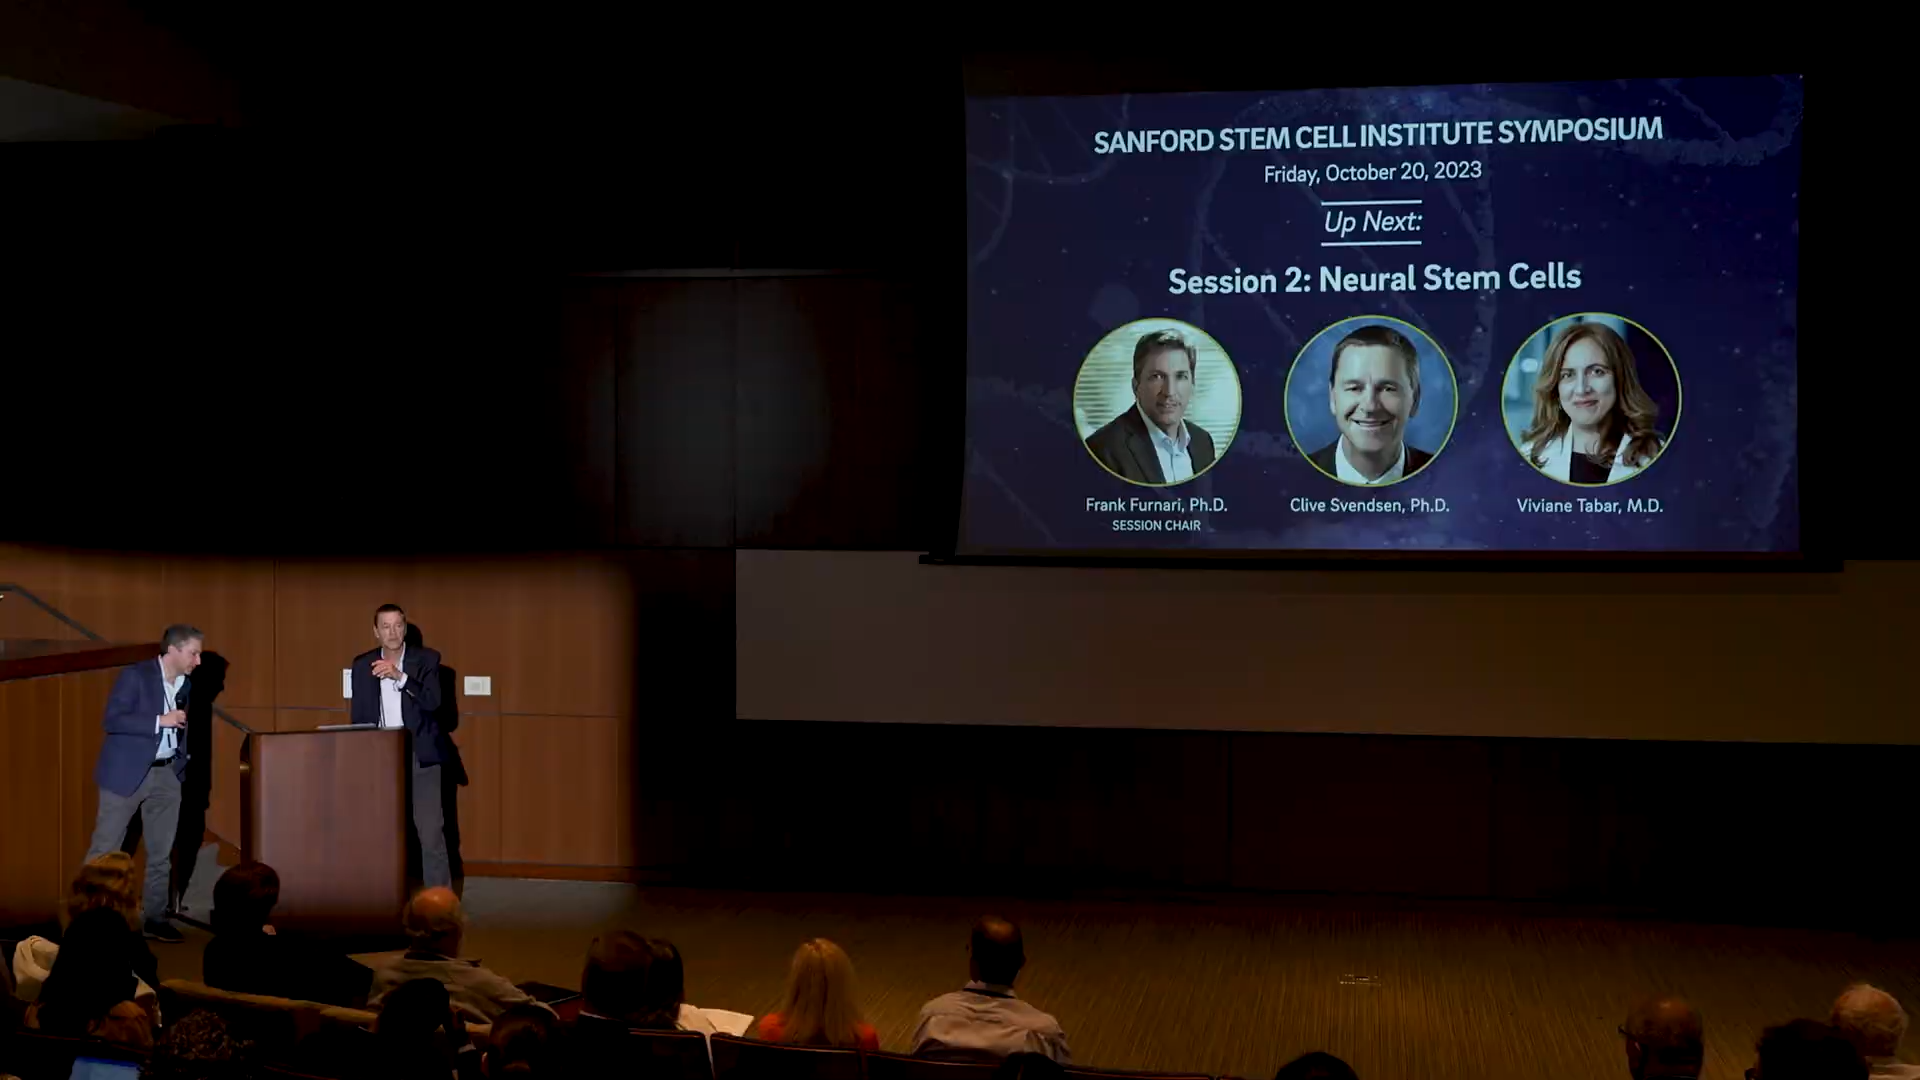 SANFORD STEM CELL INSTITUTE SYMPOSIUM
Friday, October 20, 2023
Up Next:
Session 2: Neural Stem Cells
Frank Furnari, Ph.D.
SESSION CHAIR
Clive Svendsen, Ph.D.
Viviane Tabar, M.D.